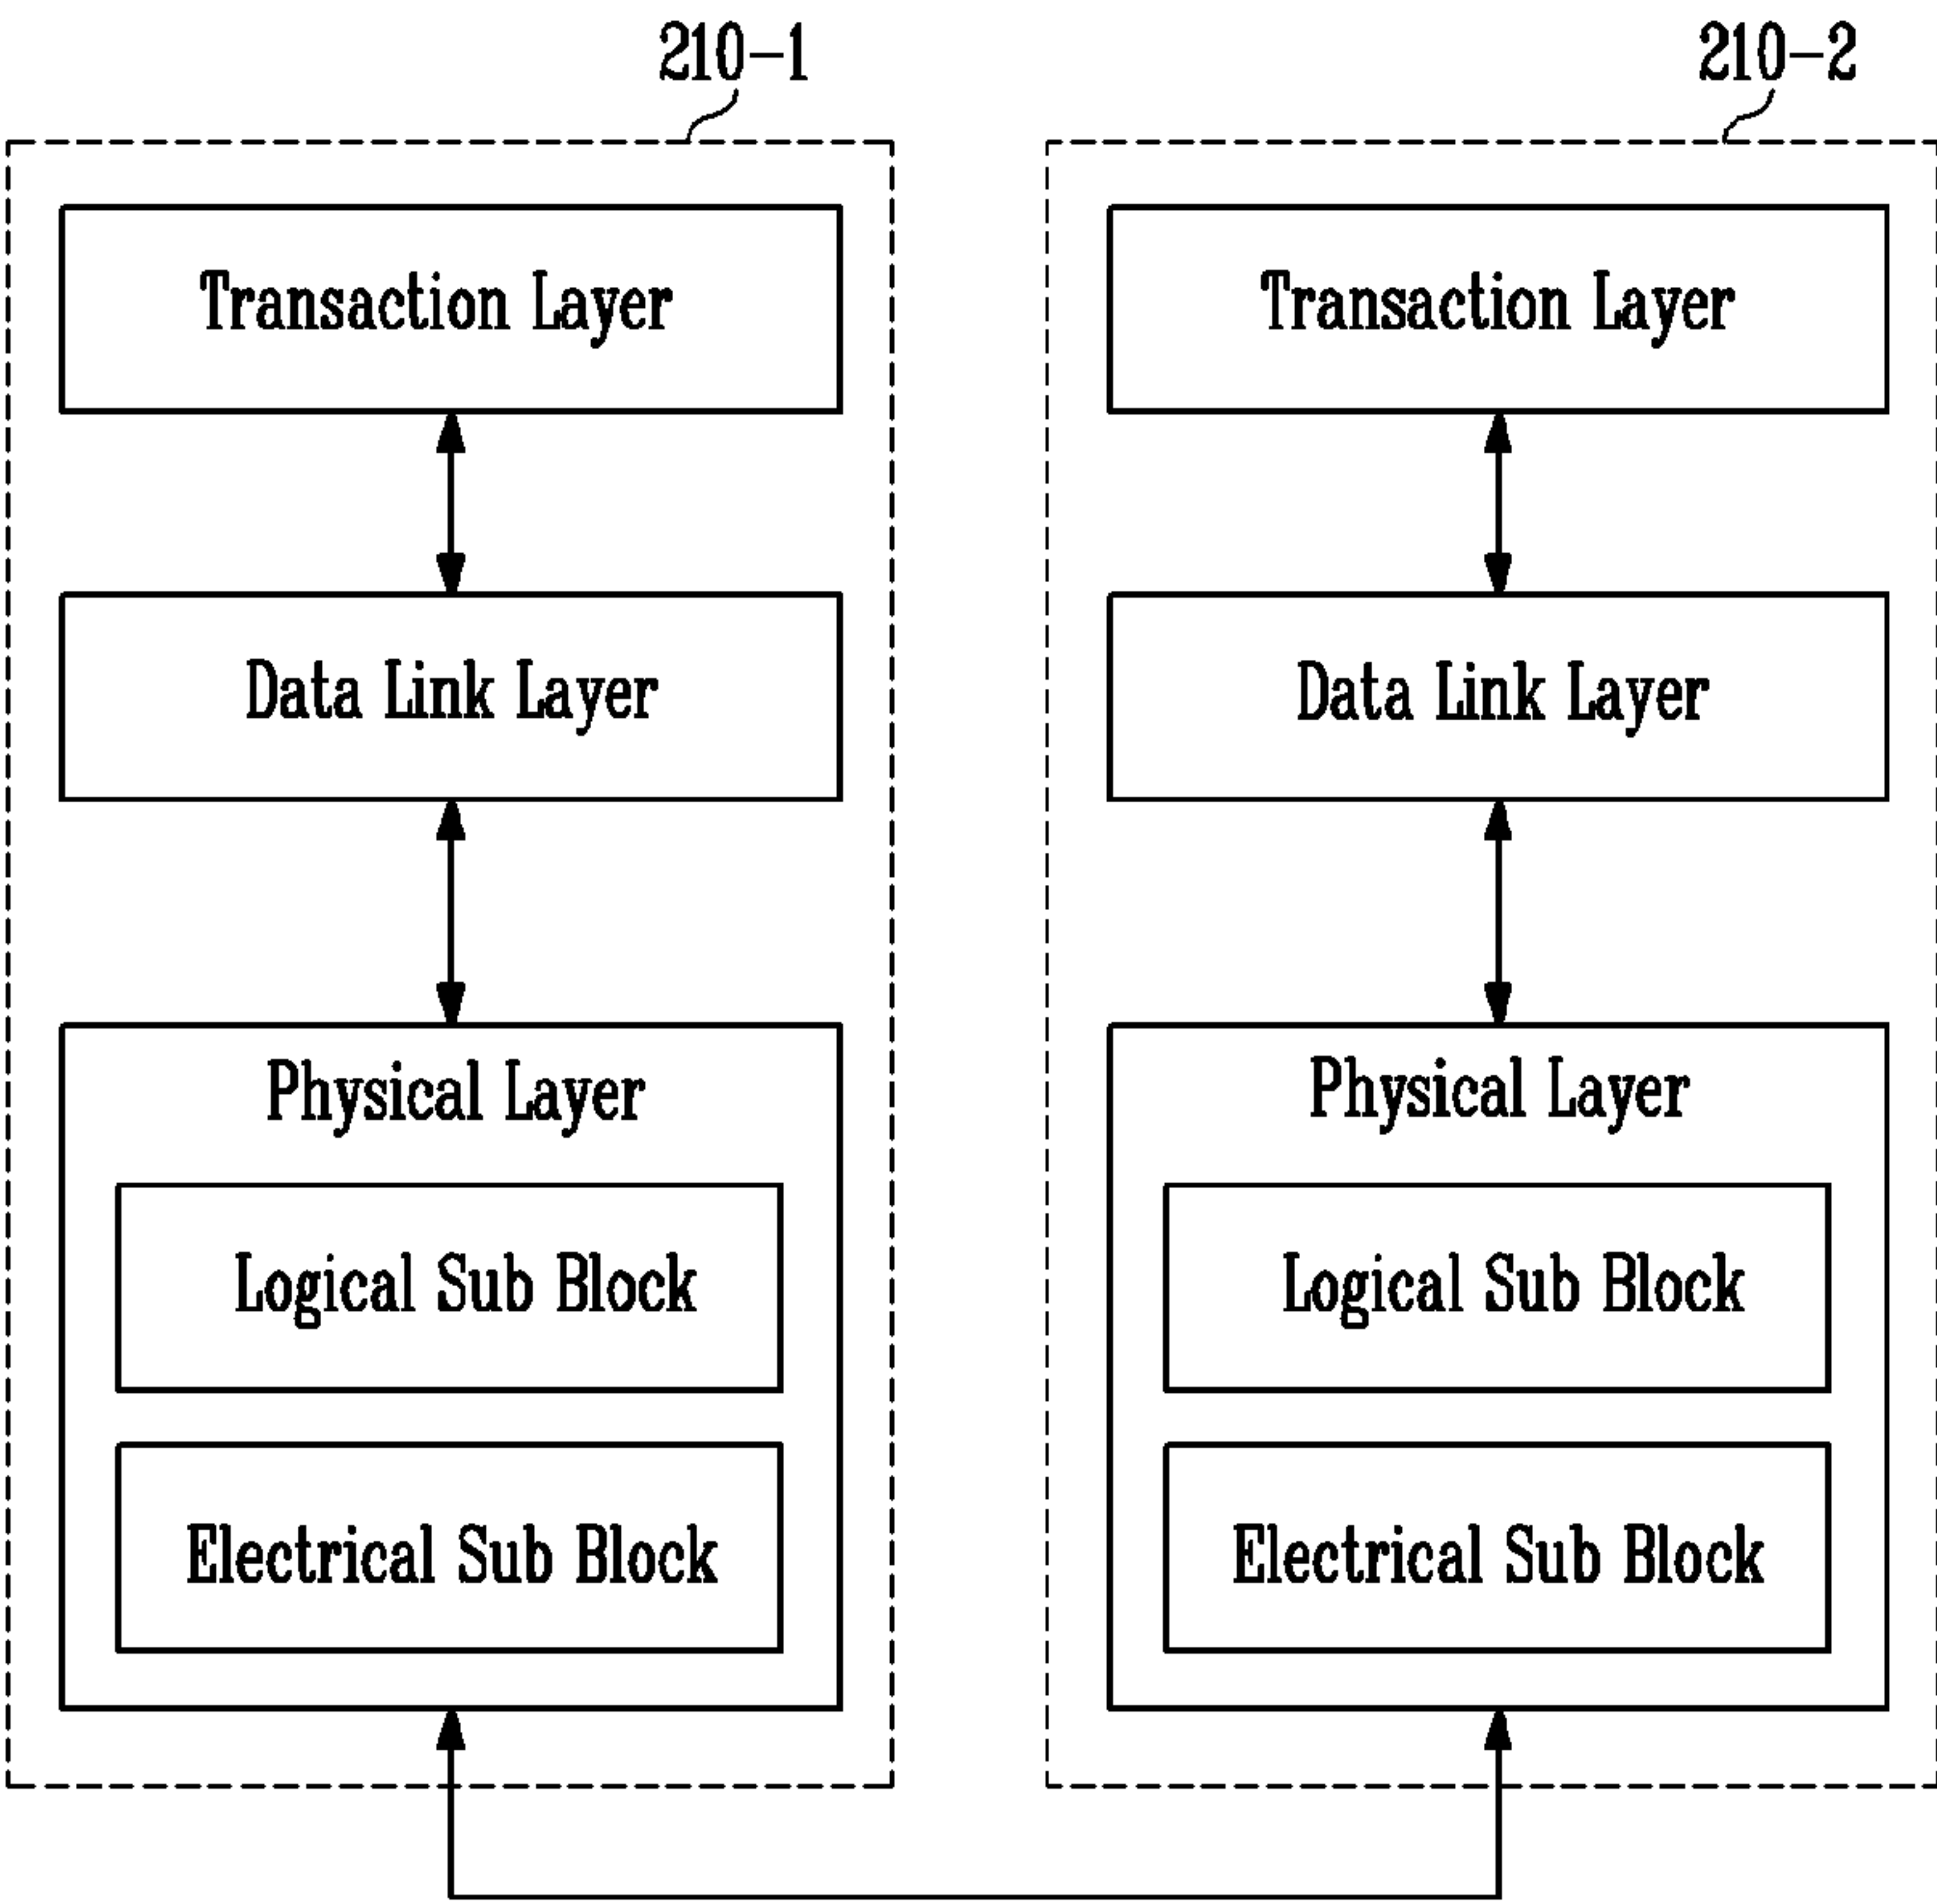 210-1
Transaction Layer
Data Link Layer
Physical Layer
Logical Sub Block
Electrical Sub Block
210-2
Transaction Layer
Data Link Layer
Physical Layer
Logical Sub Block
Electrical Sub Block